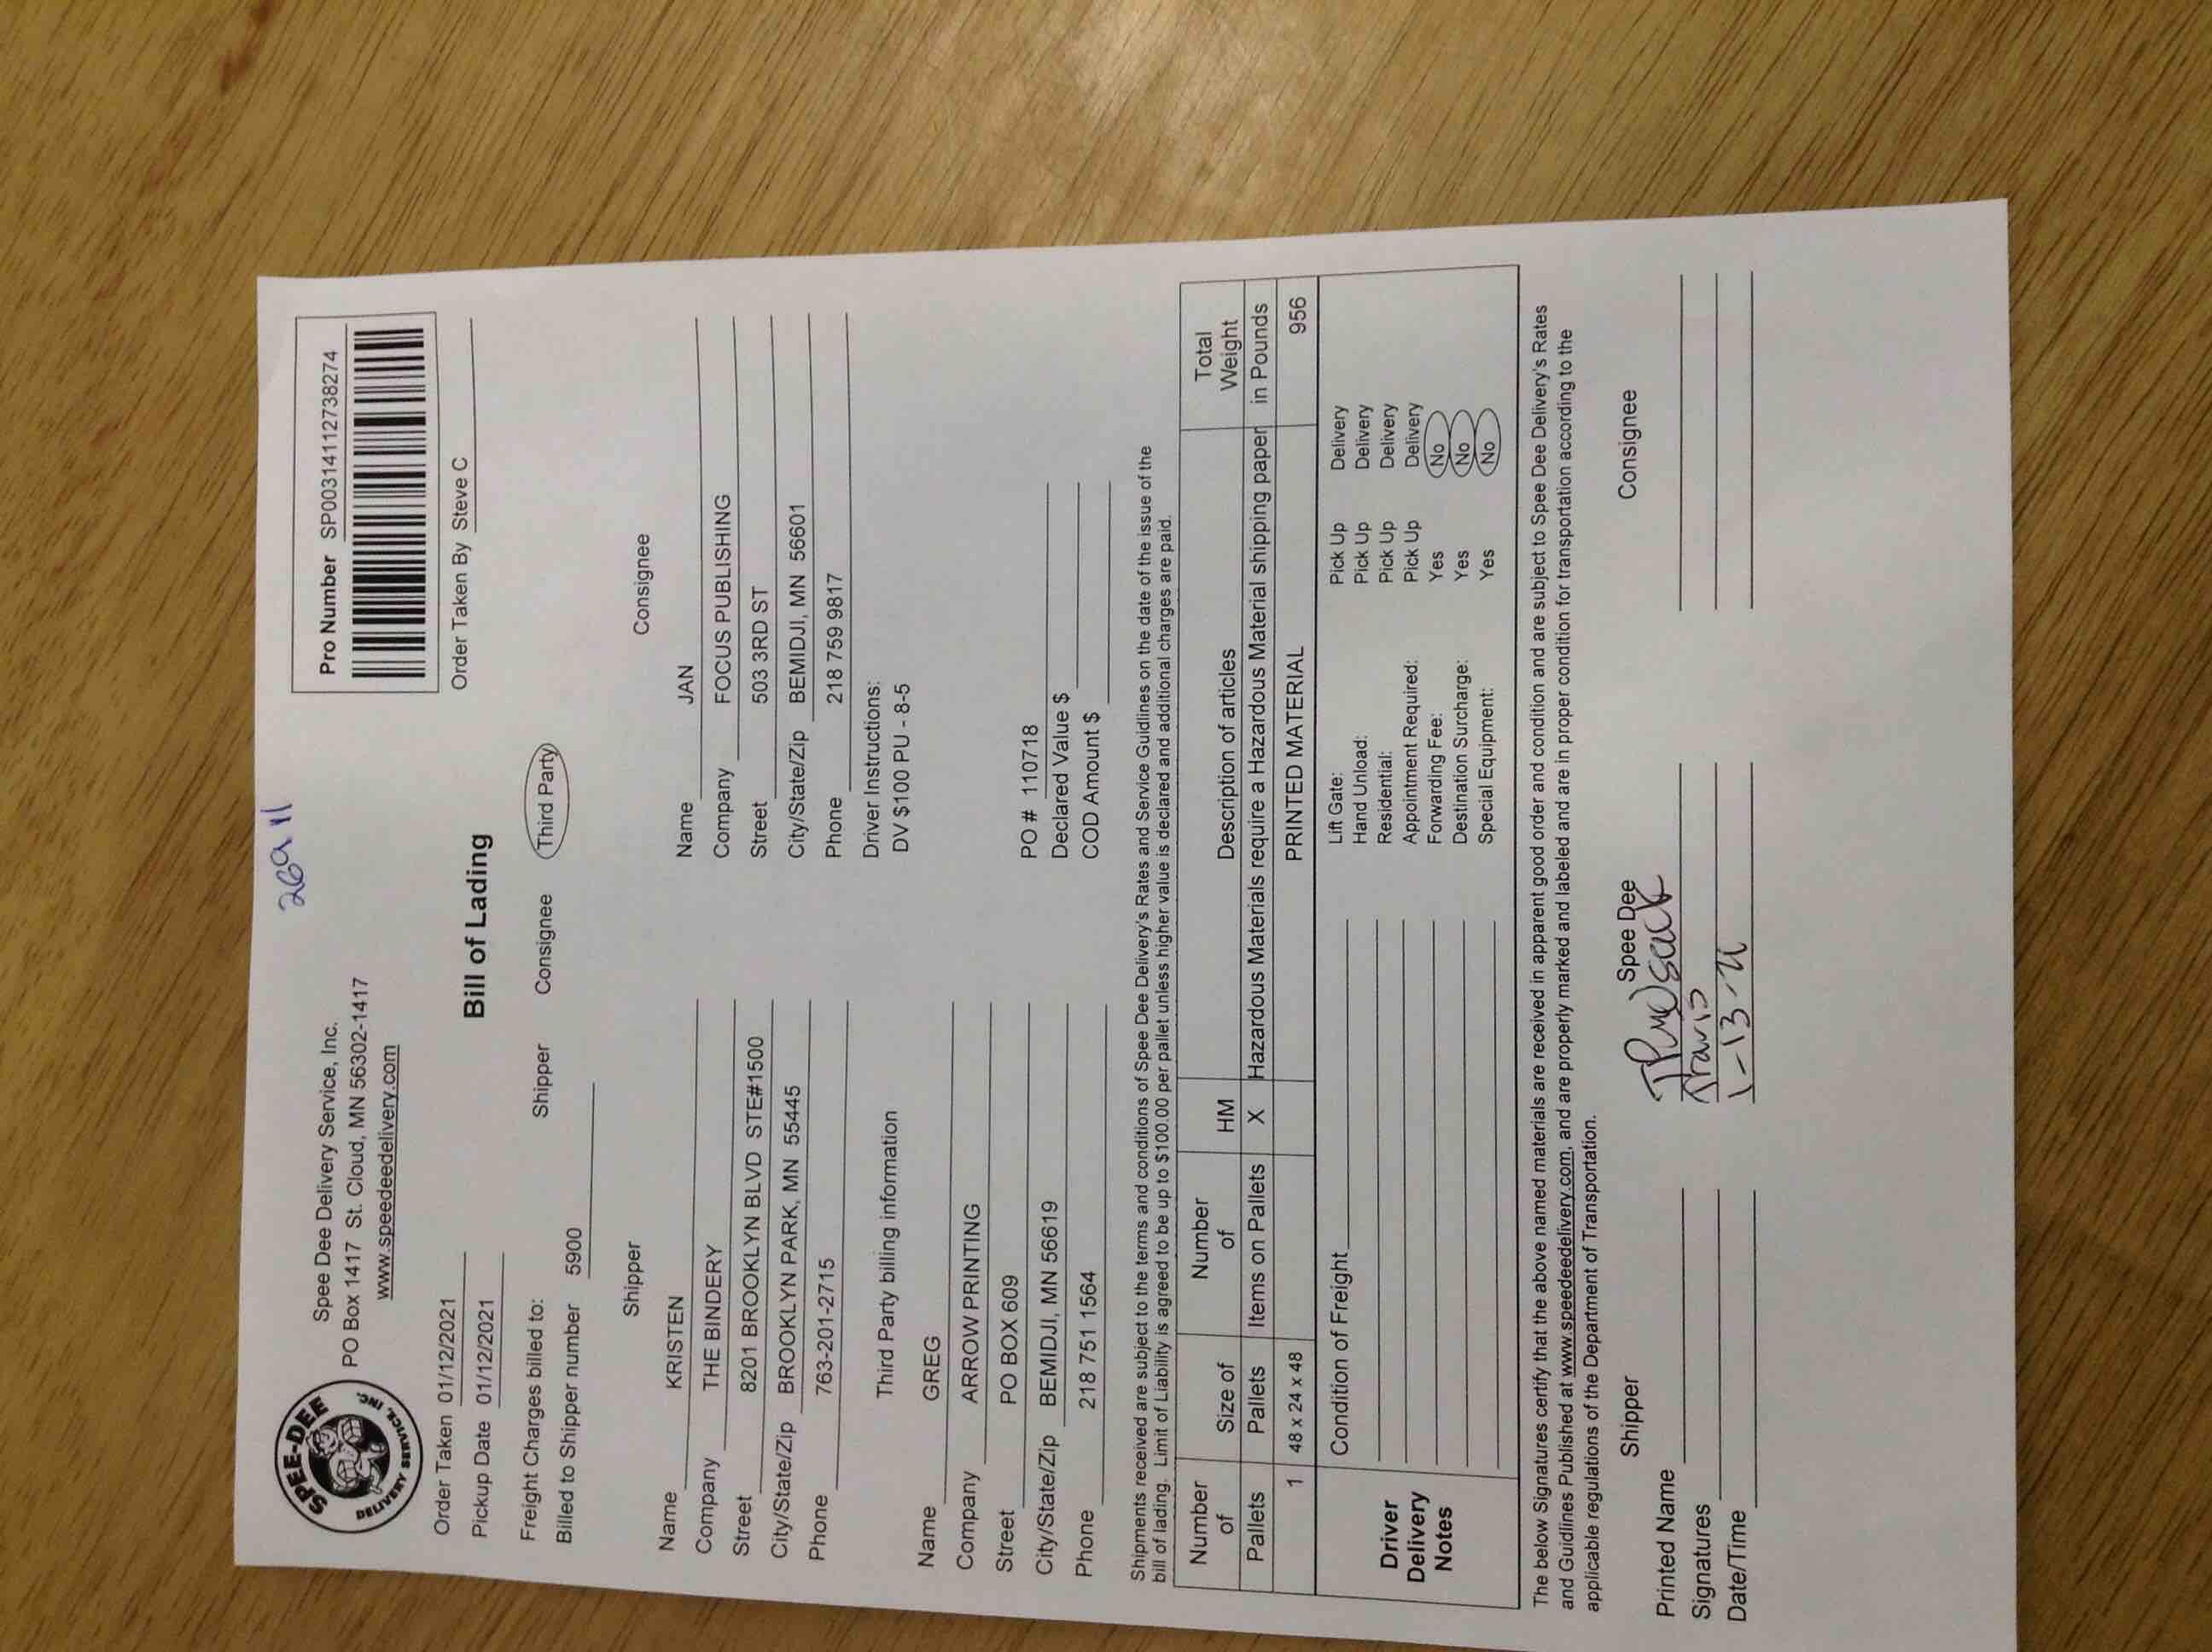 26911
SPEE-DEE
DELIVERY SERVICE, INC.
Spee Dee Delivery Service, Inc.
PO Box 1417 St. Cloud, MN 56302-1417
www.speedeedelivery.com
Pro Number SP003141112738274
Order Taken 01/12/2021
Order Taken By Steve C
Pickup Date 01/12/2021
Bill of Lading
Freight Charges billed to: Shipper Consignee Third Party
Billed to Shipper number 5900
Shipper
Name KRISTEN
Company THE BINDERY
Street 8201 BROOKLYN BLVD STE#1500
City/State/Zip BROOKLYN PARK, MN 55445
Phone 763-201-2715
Consignee
Name JAN
Company FOCUS PUBLISHING
Street 503 3RD ST
City/State/Zip BEMIDJI, MN 56601
Phone 218 759 9817
Third Party billing information
Name GREG
Company ARROW PRINTING
Street PO BOX 609
City/State/Zip BEMIDJI, MN 56619
Phone 218 751 1564
Driver Instructions:
DV $100 PU - 8-5
PO # 110718
Declared Value $
COD Amount $
Shipments received are subject to the terms and conditions of Spee Dee Delivery's Rates and Service Guidlines on the date of the issue of the
bill of lading. Limit of Liability is agreed to be up to $100.00 per pallet unless higher value is declared and additional charges are paid.
Number of Pallets Size of Pallets Number of Items on Pallets HM Description of articles Total Weight in Pounds
X Hazardous Materials require a Hazardous Material shipping paper
1 48 x 24 x 48 PRINTED MATERIAL 956
Driver Delivery Notes
Condition of Freight
Lift Gate: Pick Up Delivery
Hand Unload: Pick Up Delivery
Residential: Pick Up Delivery
Appointment Required: Pick Up Delivery
Forwarding Fee: Yes No
Destination Surcharge: Yes No
Special Equipment: Yes No
The below Signatures certify that the above named materials are received in apparent good order and condition and are subject to Spee Dee Delivery's Rates
and Guidlines Published at www.speedeedelivery.com, and are properly marked and labeled and are in proper condition for transportation according to the
applicable regulations of the Department of Transportation.
Shipper Spee Dee Consignee
Printed Name
Signatures Travis
Date/Time 1-13-21